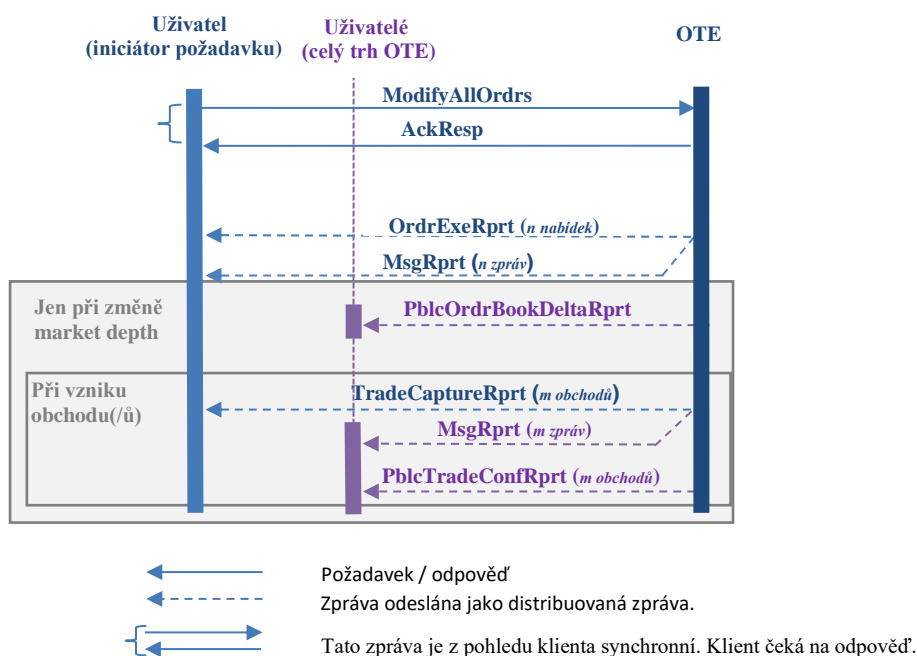 Uživatel
(iniciátor požadavku)
Uživatelé
(celý trh OTE)
OTE
ModifyAllOrdrs
AckResp
OrdrExeRprt (n nabídek)
MsgRprt (n zpráv)
Jen při změně
market depth
PblcOrdrBookDeltaRprt
Při vzniku
obchodu(/ů)
TradeCaptureRprt (m obchodů)
MsgRprt (m zpráv)
PblcTradeConfRprt (m obchodů)
Požadavek / odpověď
Zpráva odeslána jako distribuovaná zpráva.
Tato zpráva je z pohledu klienta synchronní. Klient čeká na odpověď.